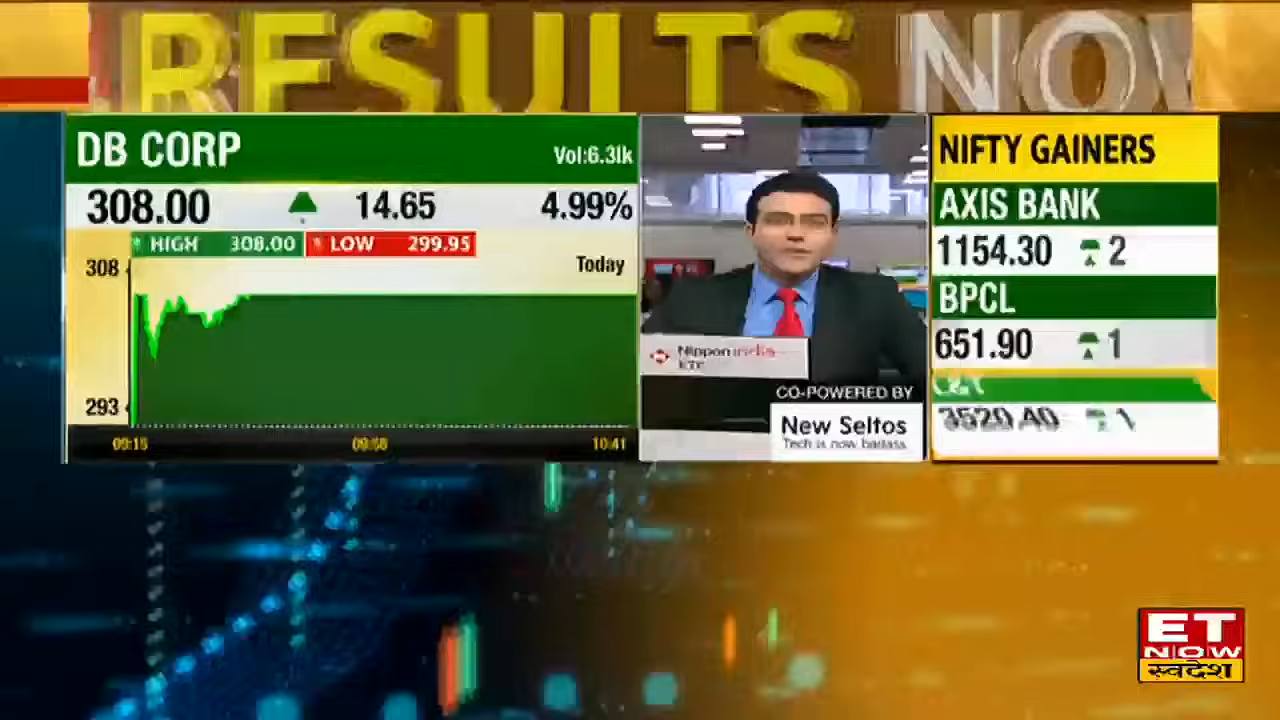 RESULTS NOW
DB CORP
Vol:6.3lk
308.00 14.65 4.99%
HIGH 308.00 LOW 299.95
308
Today
293
09:15 09:58 10:41
Nippon india
ETF
CO-POWERED BY
New Seltos
Tech is now badass.
NIFTY GAINERS
AXIS BANK
1154.30 2
BPCL
651.90 1
ET
NOW
स्वदेश